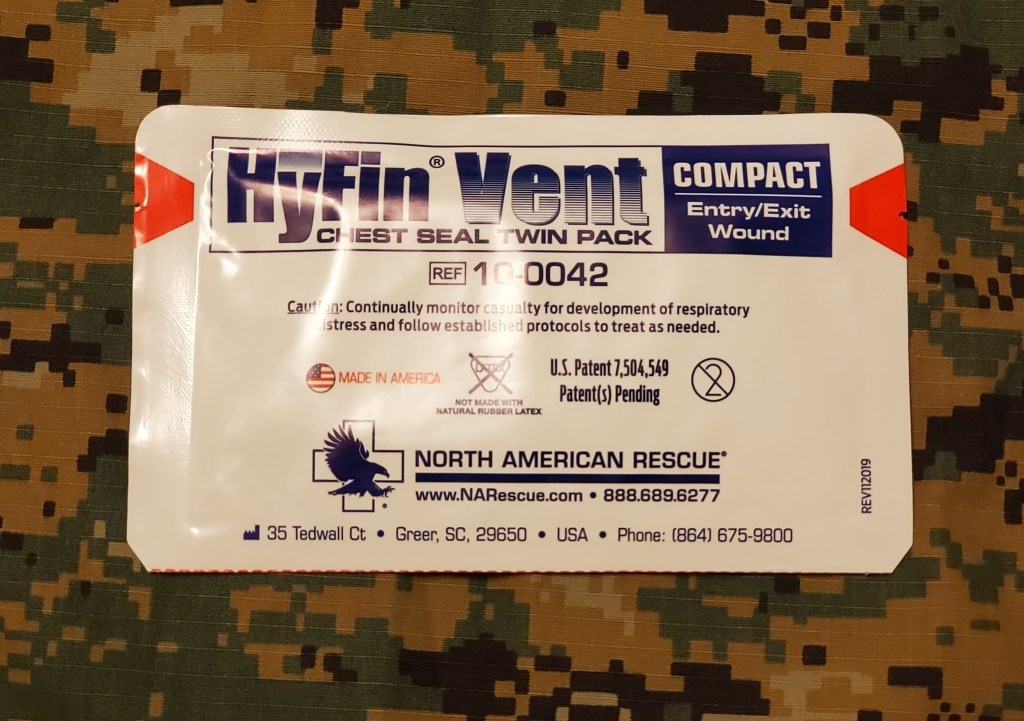 HyFin® Vent
CHEST SEAL TWIN PACK
COMPACT
Entry/Exit
Wound
REF 10-0042
Caution: Continually monitor casualty for development of respiratory
distress and follow established protocols to treat as needed.
MADE IN AMERICA
LATEX
NOT MADE WITH
NATURAL RUBBER LATEX
U.S. Patent 7,504,549
Patent(s) Pending
2
NORTH AMERICAN RESCUE®
www.NARescue.com • 888.689.6277
®
35 Tedwall Ct • Greer, SC, 29650 • USA • Phone: (864) 675-9800
REV112019